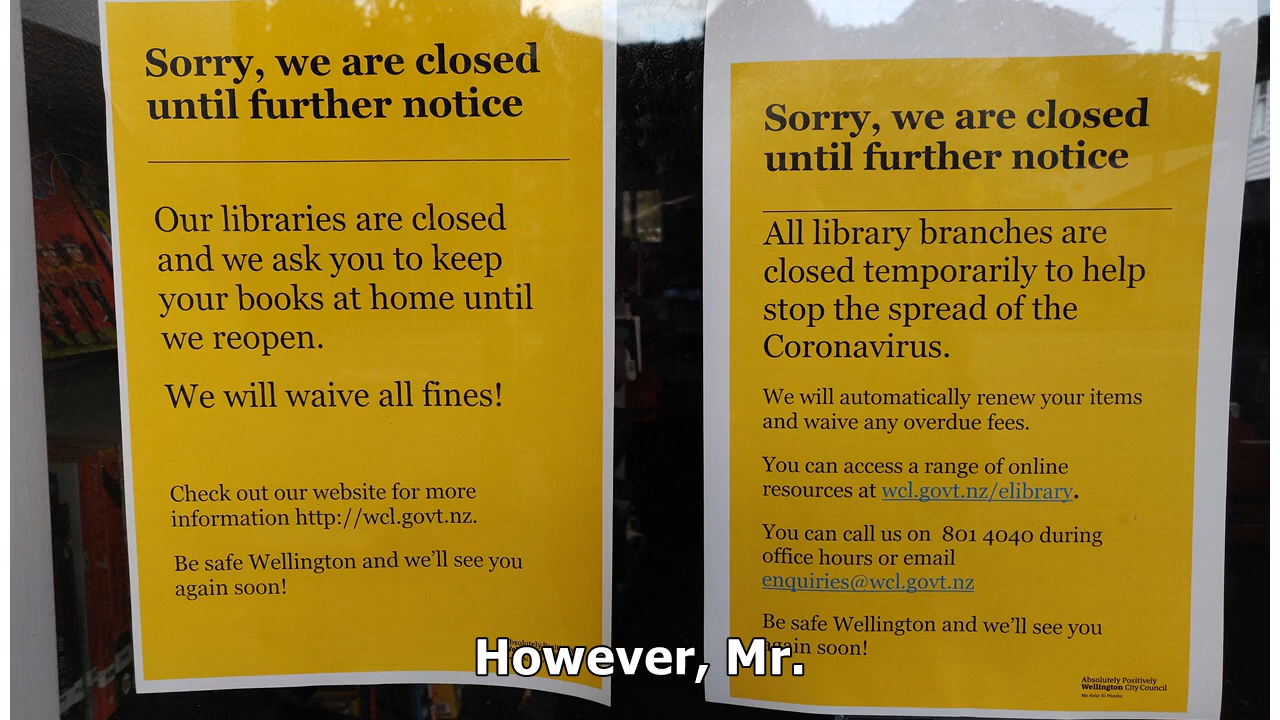 Sorry, we are closed
until further notice
Our libraries are closed
and we ask you to keep
your books at home until
we reopen.
We will waive all fines!
Check out our website for more
information http://wcl.govt.nz.
Be safe Wellington and we'll see you
again soon!
Sorry, we are closed
until further notice
All library branches are
closed temporarily to help
stop the spread of the
Coronavirus.
We will automatically renew your items
and waive any overdue fees.
You can access a range of online
resources at wcl.govt.nz/elibrary.
You can call us on 801 4040 during
office hours or email
enquiries@wcl.govt.nz
Be safe Wellington and we'll see you
again soon!
Absolutely Positively
Wellington City Council
Me Heke Ki Pōneke
However, Mr.